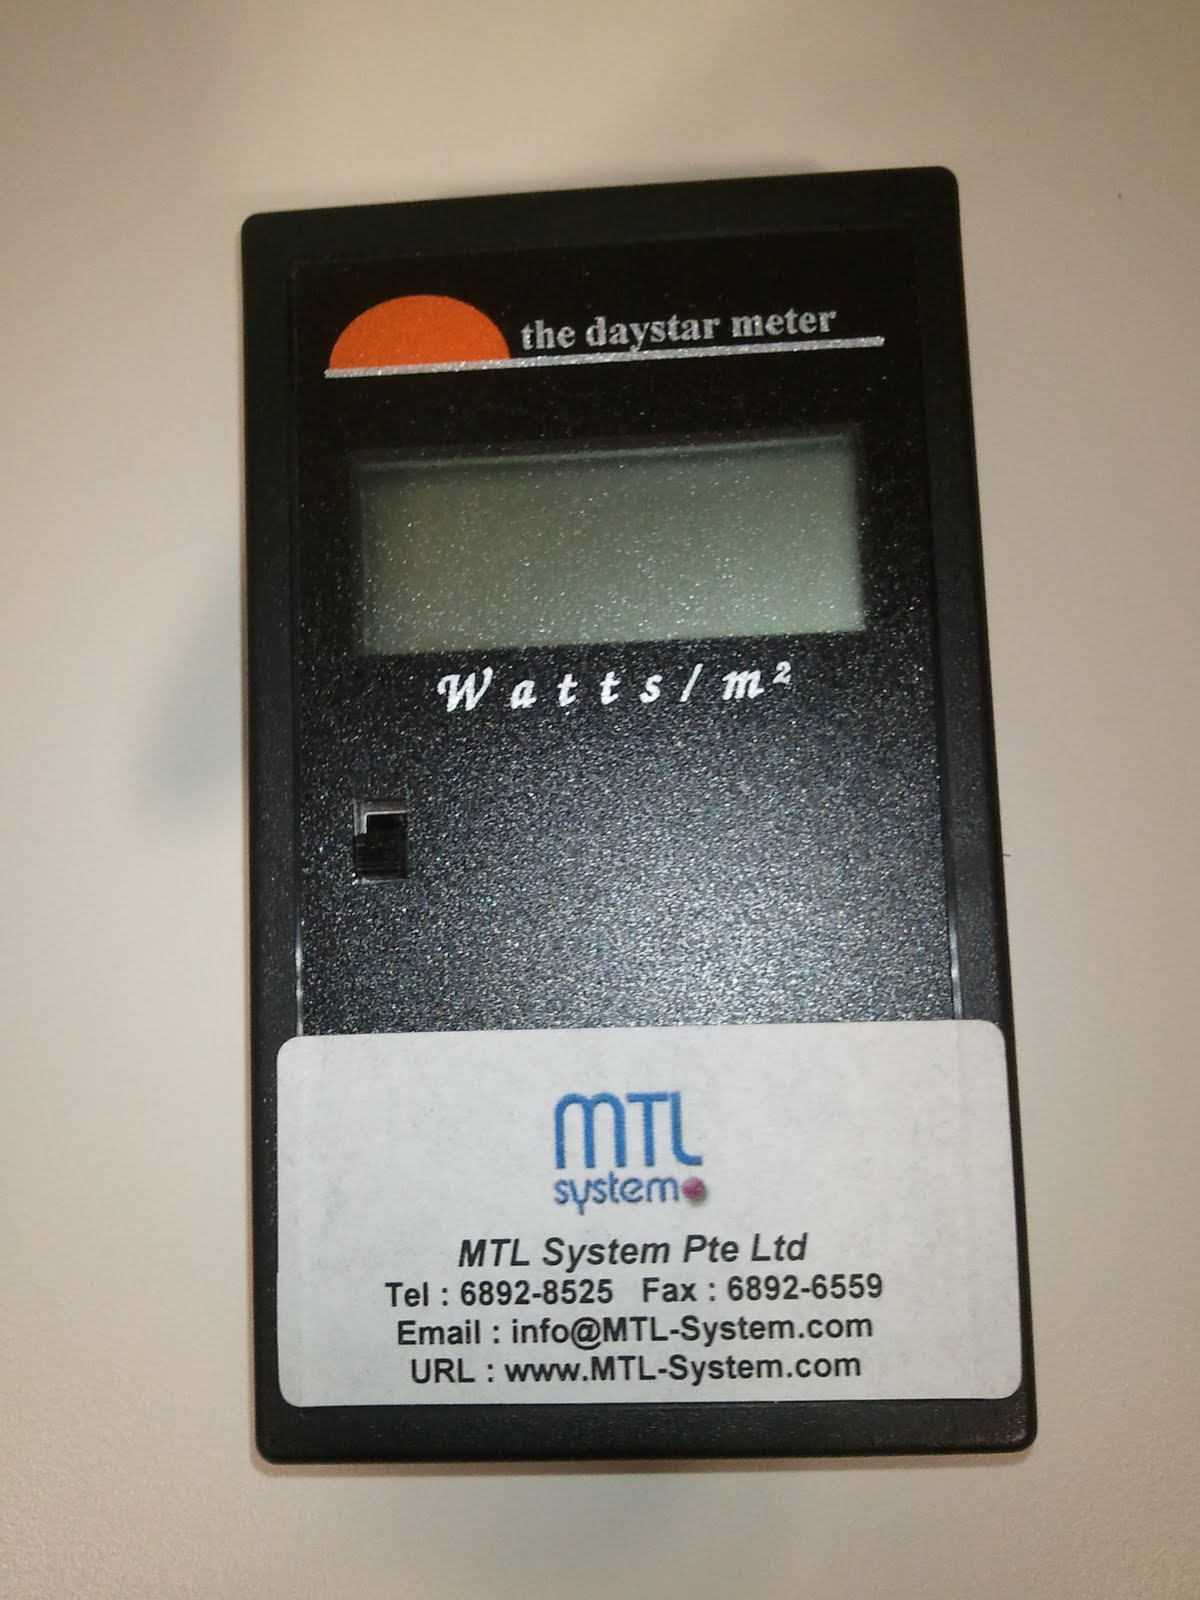 the daystar meter
Watts/m²
MTL
system
MTL System Pte Ltd
Tel : 6892-8525 Fax : 6892-6559
Email : info@MTL-System.com
URL : www.MTL-System.com